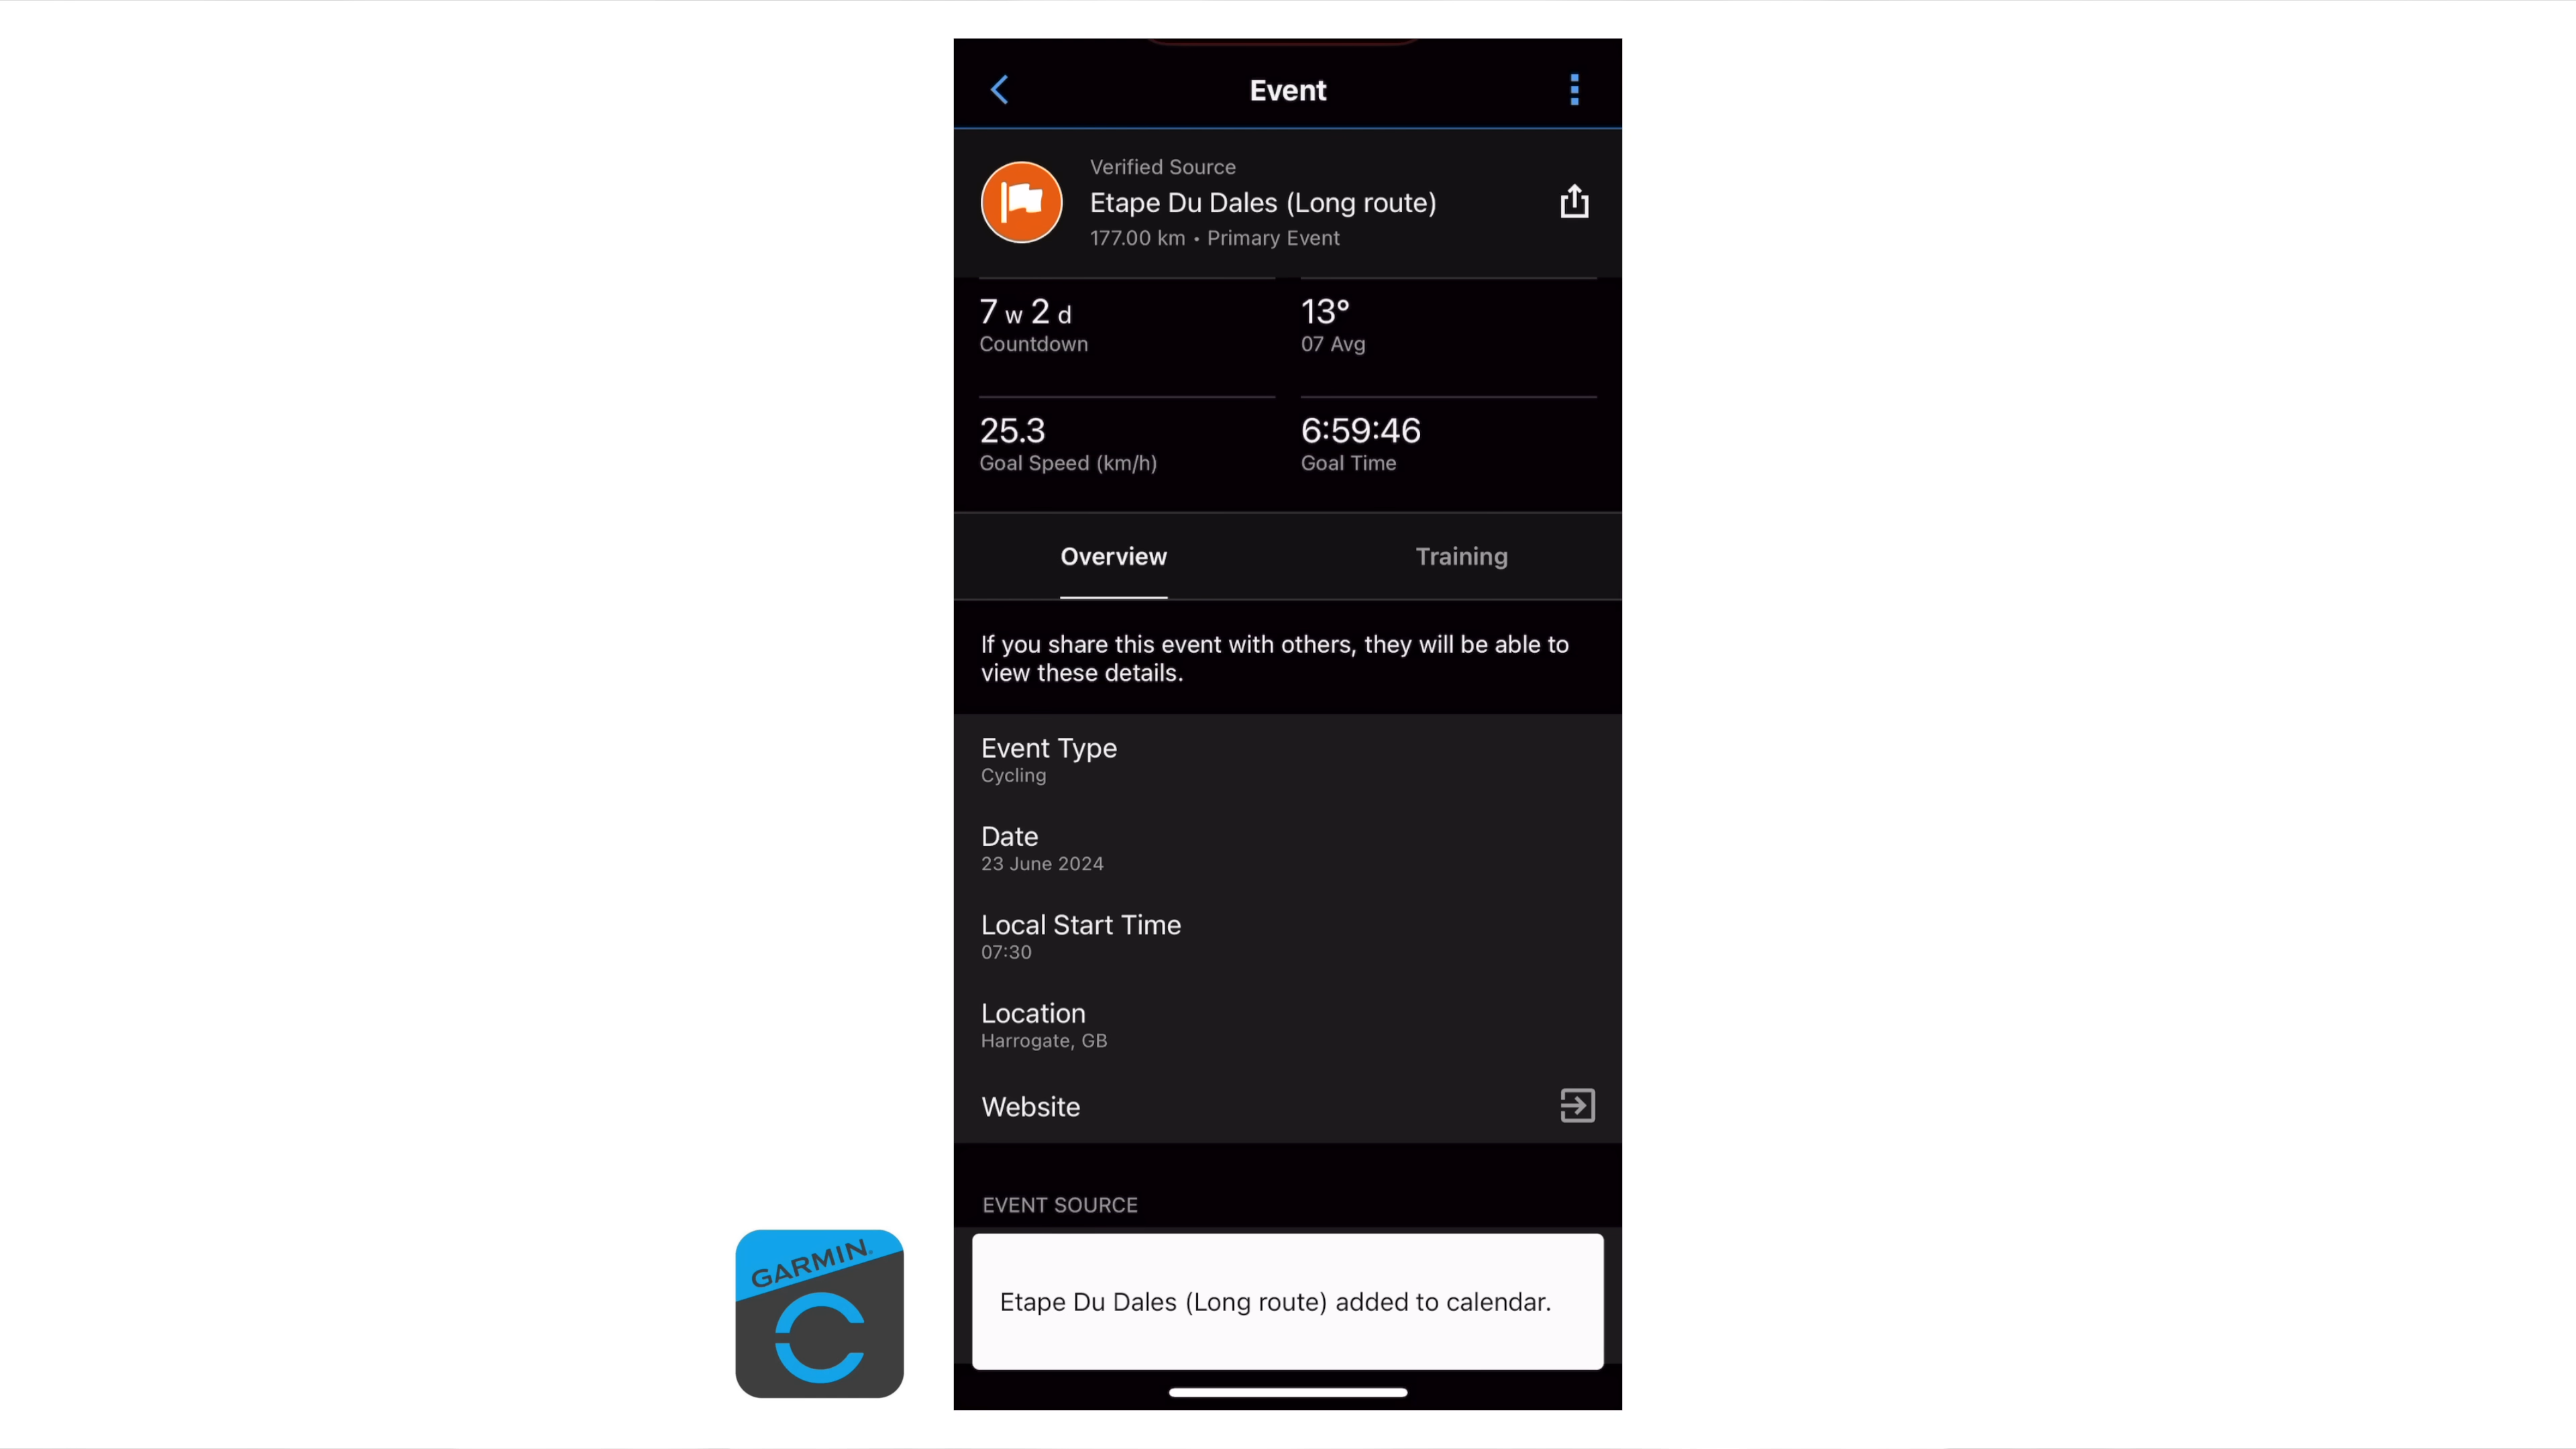 Event
Verified Source
Etape Du Dales (Long route)
177.00 km • Primary Event
7 w 2 d
Countdown
13°
07 Avg
25.3
Goal Speed (km/h)
6:59:46
Goal Time
Overview
Training
If you share this event with others, they will be able to
view these details.
Event Type
Cycling
Date
23 June 2024
Local Start Time
07:30
Location
Harrogate, GB
Website
EVENT SOURCE
Etape Du Dales (Long route) added to calendar.
GARMIN